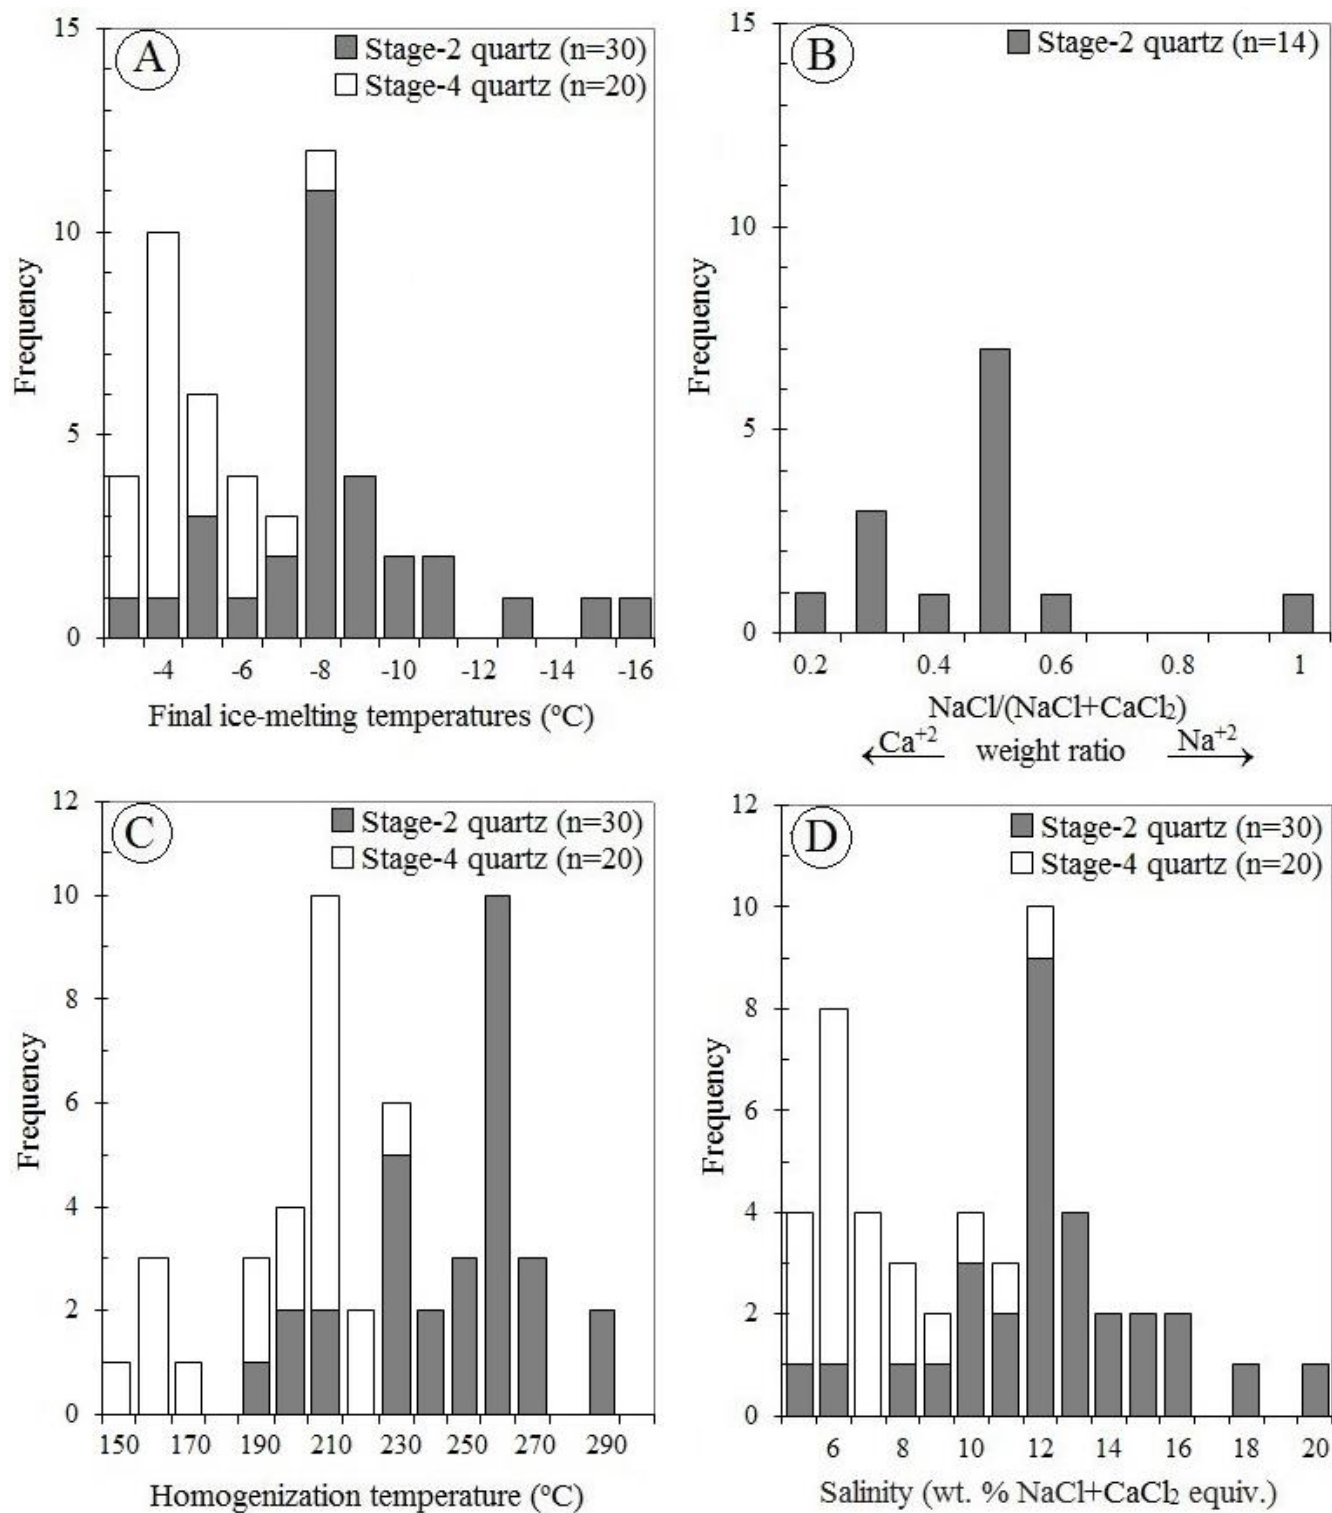 A
Stage-2 quartz (n=30)
Stage-4 quartz (n=20)
15
10
5
0
Frequency
-4 -6 -8 -10 -12 -14 -16
Final ice-melting temperatures (ºC)
B
Stage-2 quartz (n=14)
15
10
5
0
Frequency
0.2 0.4 0.6 0.8 1
NaCl/(NaCl+CaCl₂)
Ca⁺² weight ratio Na⁺²
C
Stage-2 quartz (n=30)
Stage-4 quartz (n=20)
12
10
8
6
4
2
0
Frequency
150 170 190 210 230 250 270 290
Homogenization temperature (ºC)
D
Stage-2 quartz (n=30)
Stage-4 quartz (n=20)
12
10
8
6
4
2
0
Frequency
6 8 10 12 14 16 18 20
Salinity (wt. % NaCl+CaCl₂ equiv.)